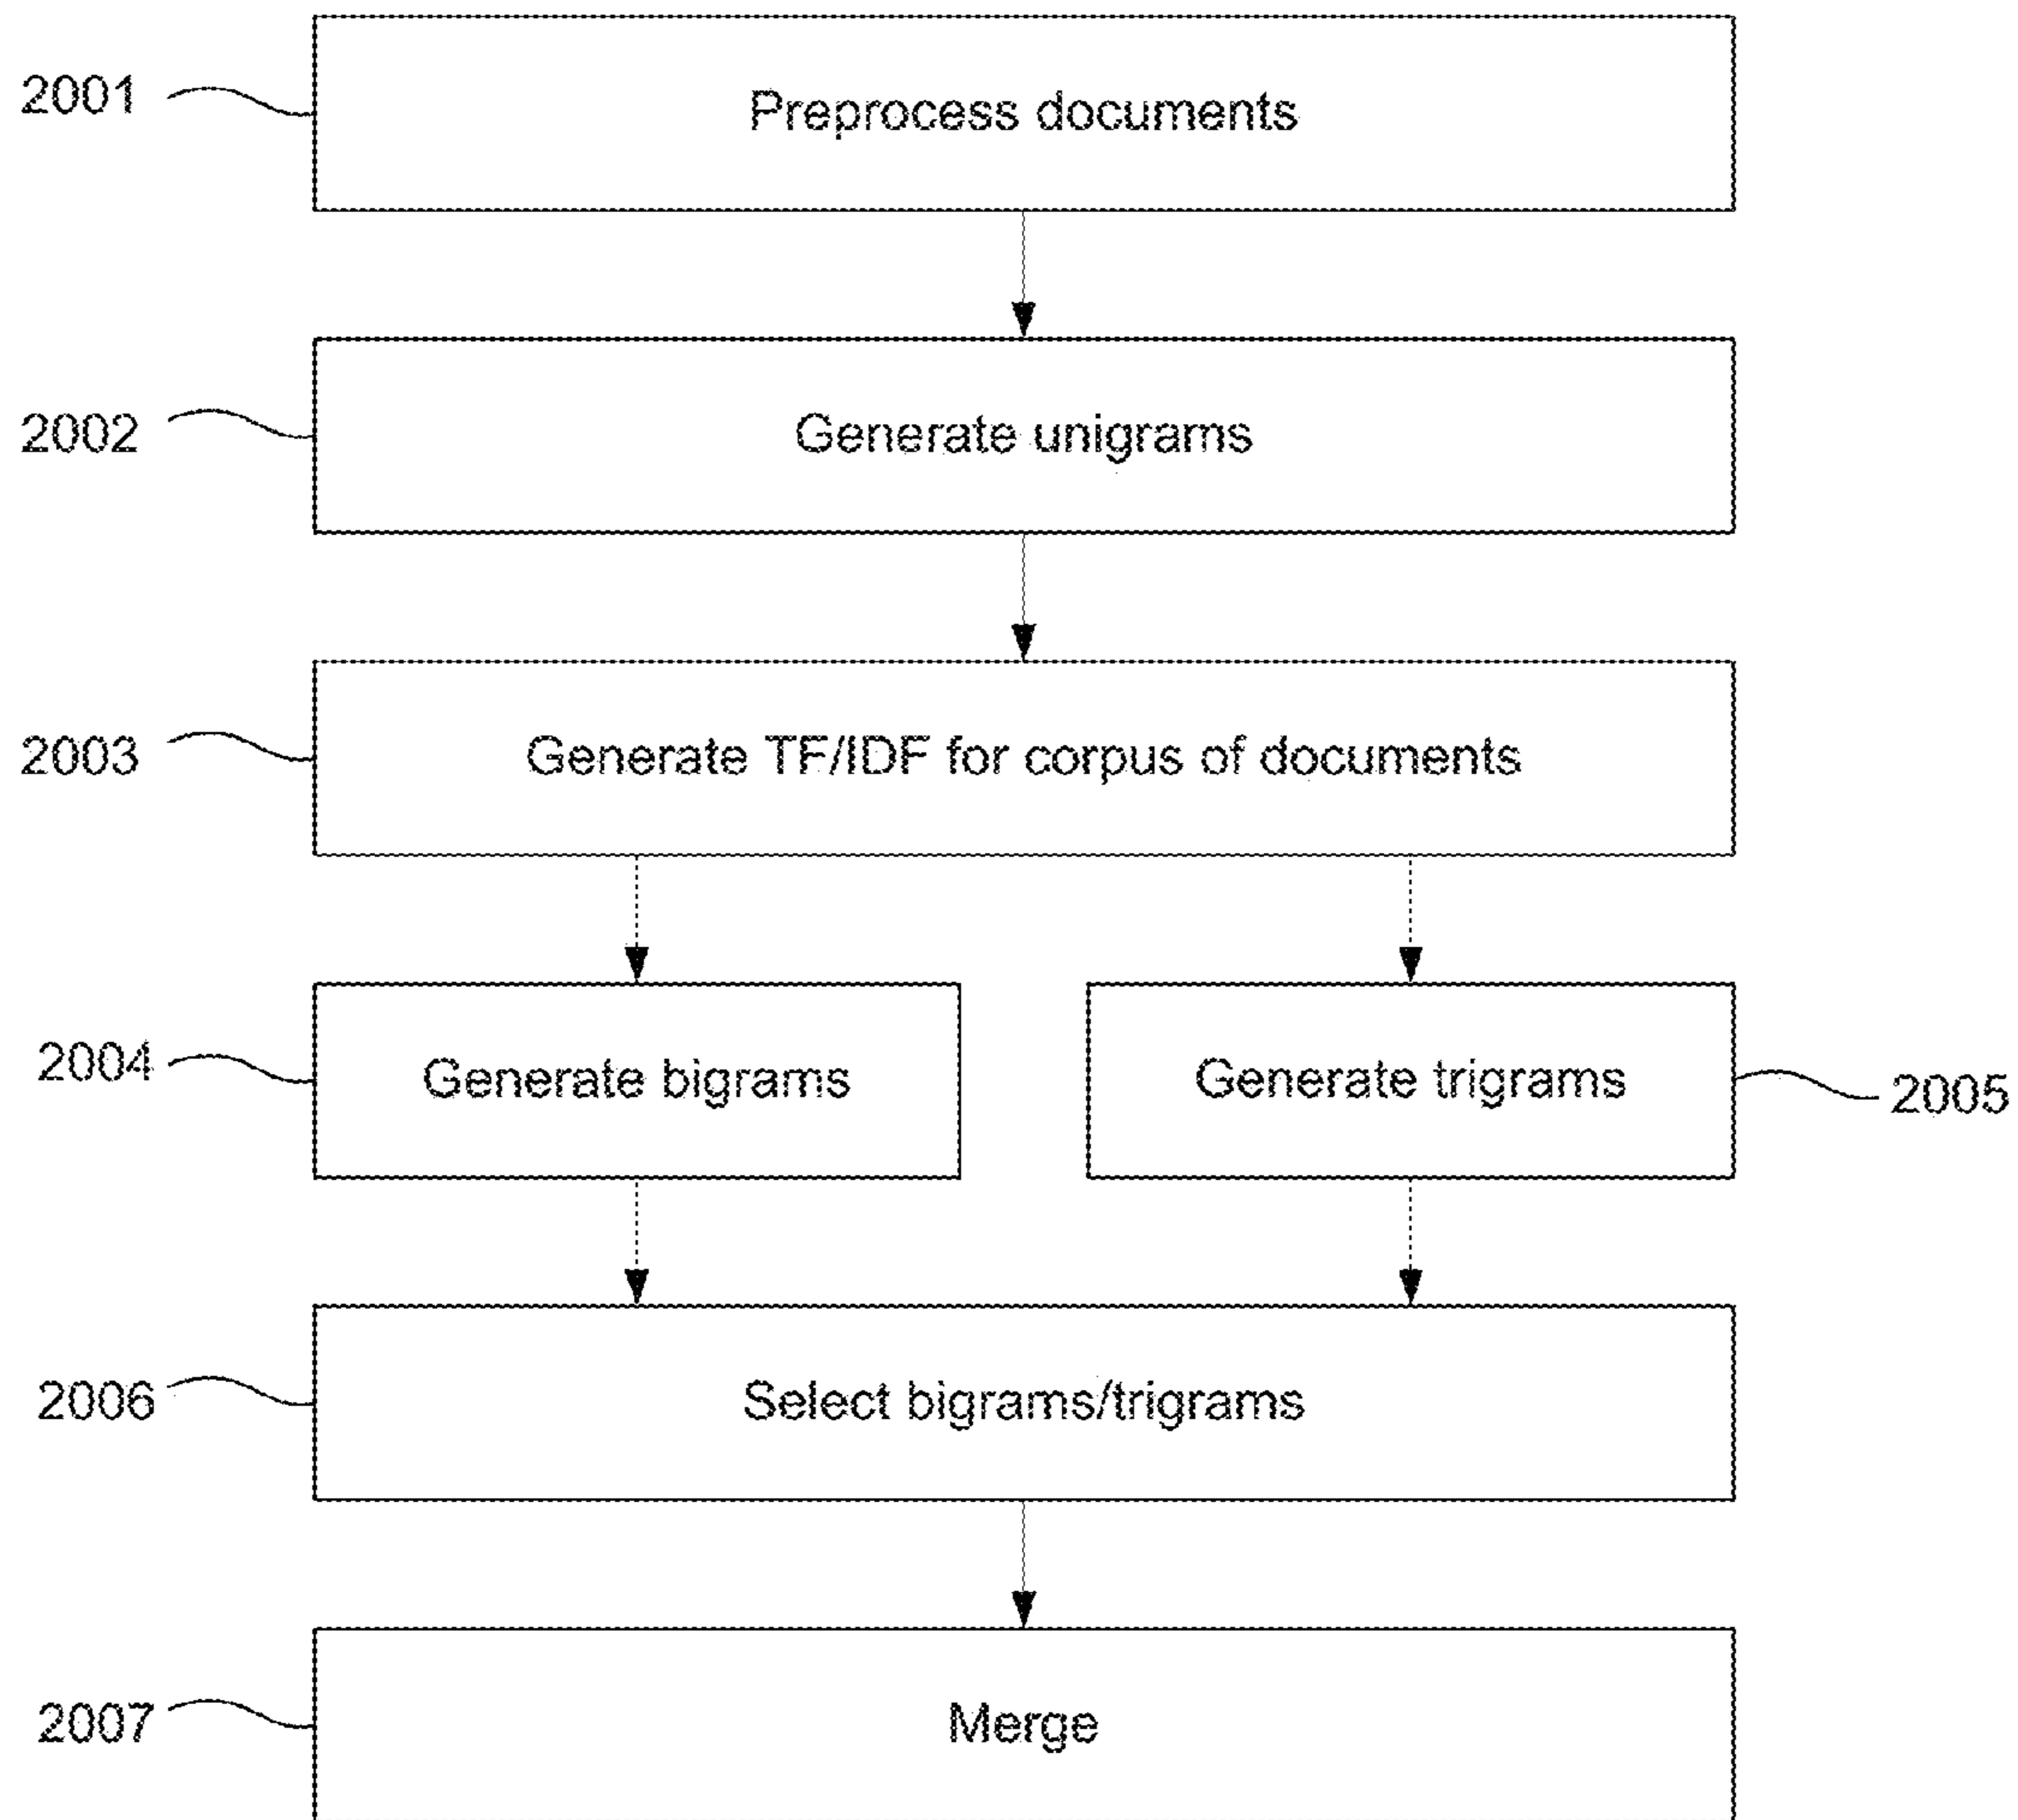 2001
Preprocess documents
2002
Generate unigrams
2003
Generate TF/IDF for corpus of documents
2004
Generate bigrams
Generate trigrams
2005
2006
Select bigrams/trigrams
2007
Merge